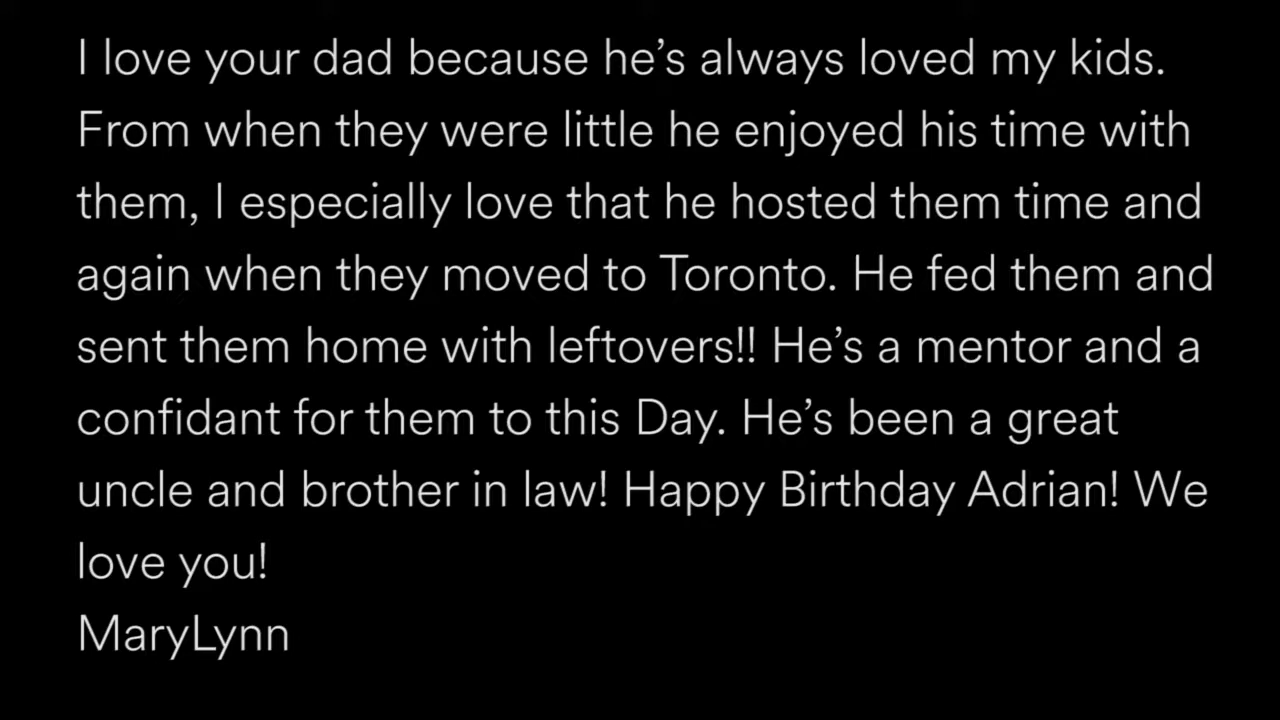 I love your dad because he’s always loved my kids.
From when they were little he enjoyed his time with
them, I especially love that he hosted them time and
again when they moved to Toronto. He fed them and
sent them home with leftovers!! He’s a mentor and a
confidant for them to this Day. He’s been a great
uncle and brother in law! Happy Birthday Adrian! We
love you!
MaryLynn